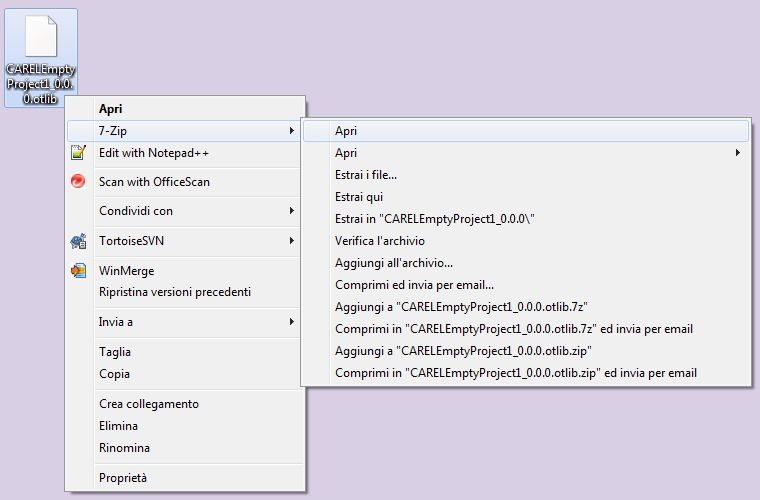 CARELEmpty
Project1_0.0.
0.otlib
Apri
7-Zip
Edit with Notepad++
Scan with OfficeScan
Condividi con
TortoiseSVN
WinMerge
Ripristina versioni precedenti
Invia a
Taglia
Copia
Crea collegamento
Elimina
Rinomina
Proprietà
Apri
Apri
Estrai i file...
Estrai qui
Estrai in "CARELEmptyProject1_0.0.0\"
Verifica l'archivio
Aggiungi all'archivio...
Comprimi ed invia per email...
Aggiungi a "CARELEmptyProject1_0.0.0.otlib.7z"
Comprimi in "CARELEmptyProject1_0.0.0.otlib.7z" ed invia per email
Aggiungi a "CARELEmptyProject1_0.0.0.otlib.zip"
Comprimi in "CARELEmptyProject1_0.0.0.otlib.zip" ed invia per email